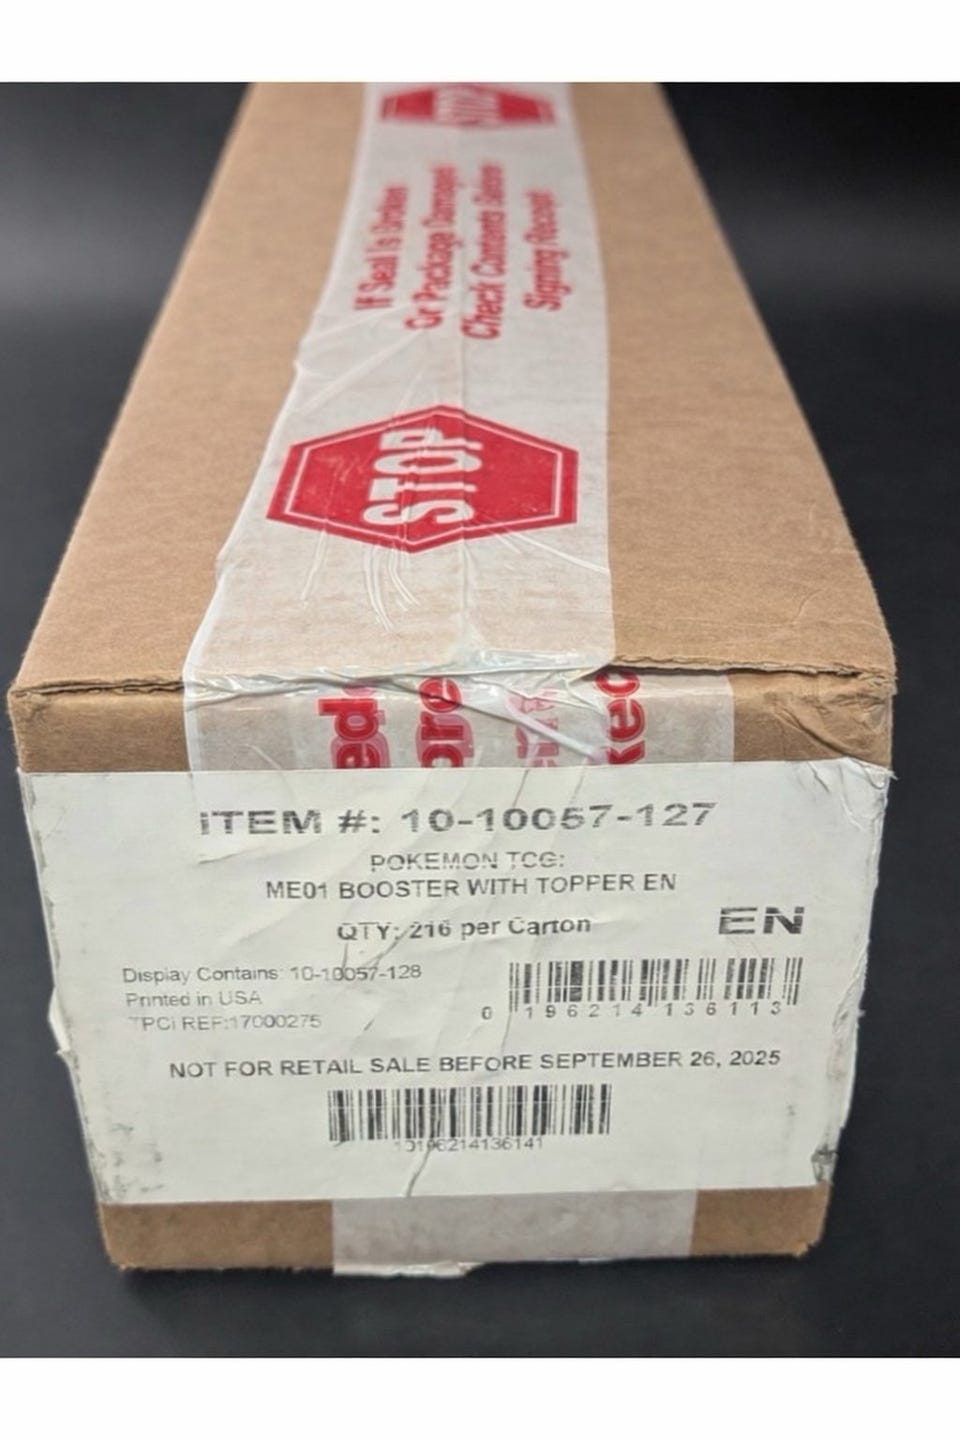 STOP
If Seal is Broken
Or Package Damaged
Check Contents Before
Signing Receipt
STOP
ITEM #: 10-10057-127
POKEMON TCG:
ME01 BOOSTER WITH TOPPER EN
QTY: 216 per Carton
EN
Display Contains: 10-10057-128
Printed in USA
TPCi REF:17000275
0 196214 136113
NOT FOR RETAIL SALE BEFORE SEPTEMBER 26, 2025
10196214136141